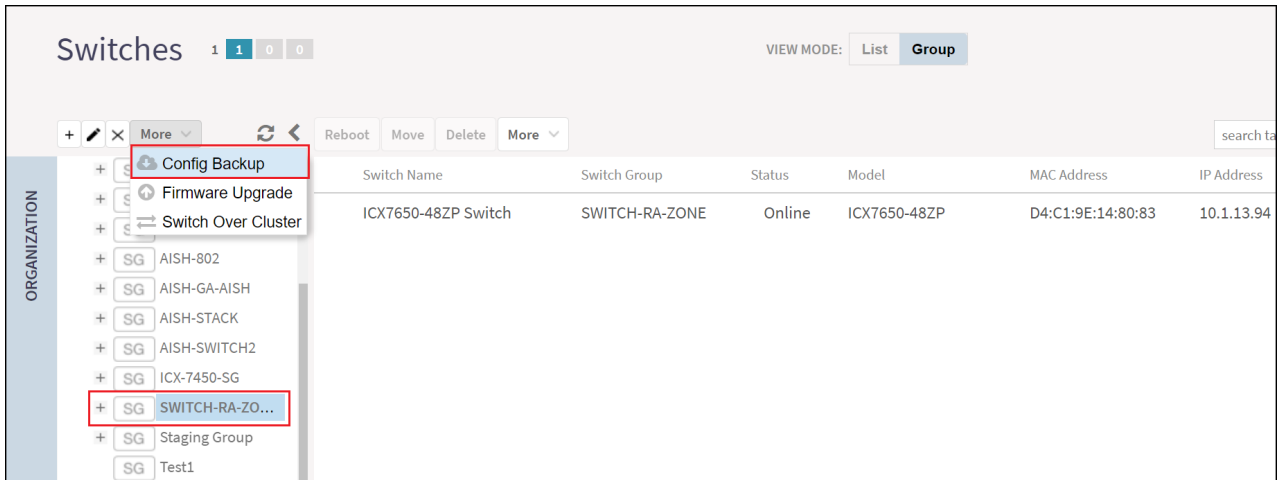 Switches 1 1 0 0
VIEW MODE: List Group
More
Reboot Move Delete More
search ta
Config Backup
Firmware Upgrade
Switch Over Cluster
ORGANIZATION
Switch Name Switch Group Status Model MAC Address IP Address
ICX7650-48ZP Switch SWITCH-RA-ZONE Online ICX7650-48ZP D4:C1:9E:14:80:83 10.1.13.94
SG AISH-802
SG AISH-GA-AISH
SG AISH-STACK
SG AISH-SWITCH2
SG ICX-7450-SG
SG SWITCH-RA-ZO...
SG Staging Group
SG Test1